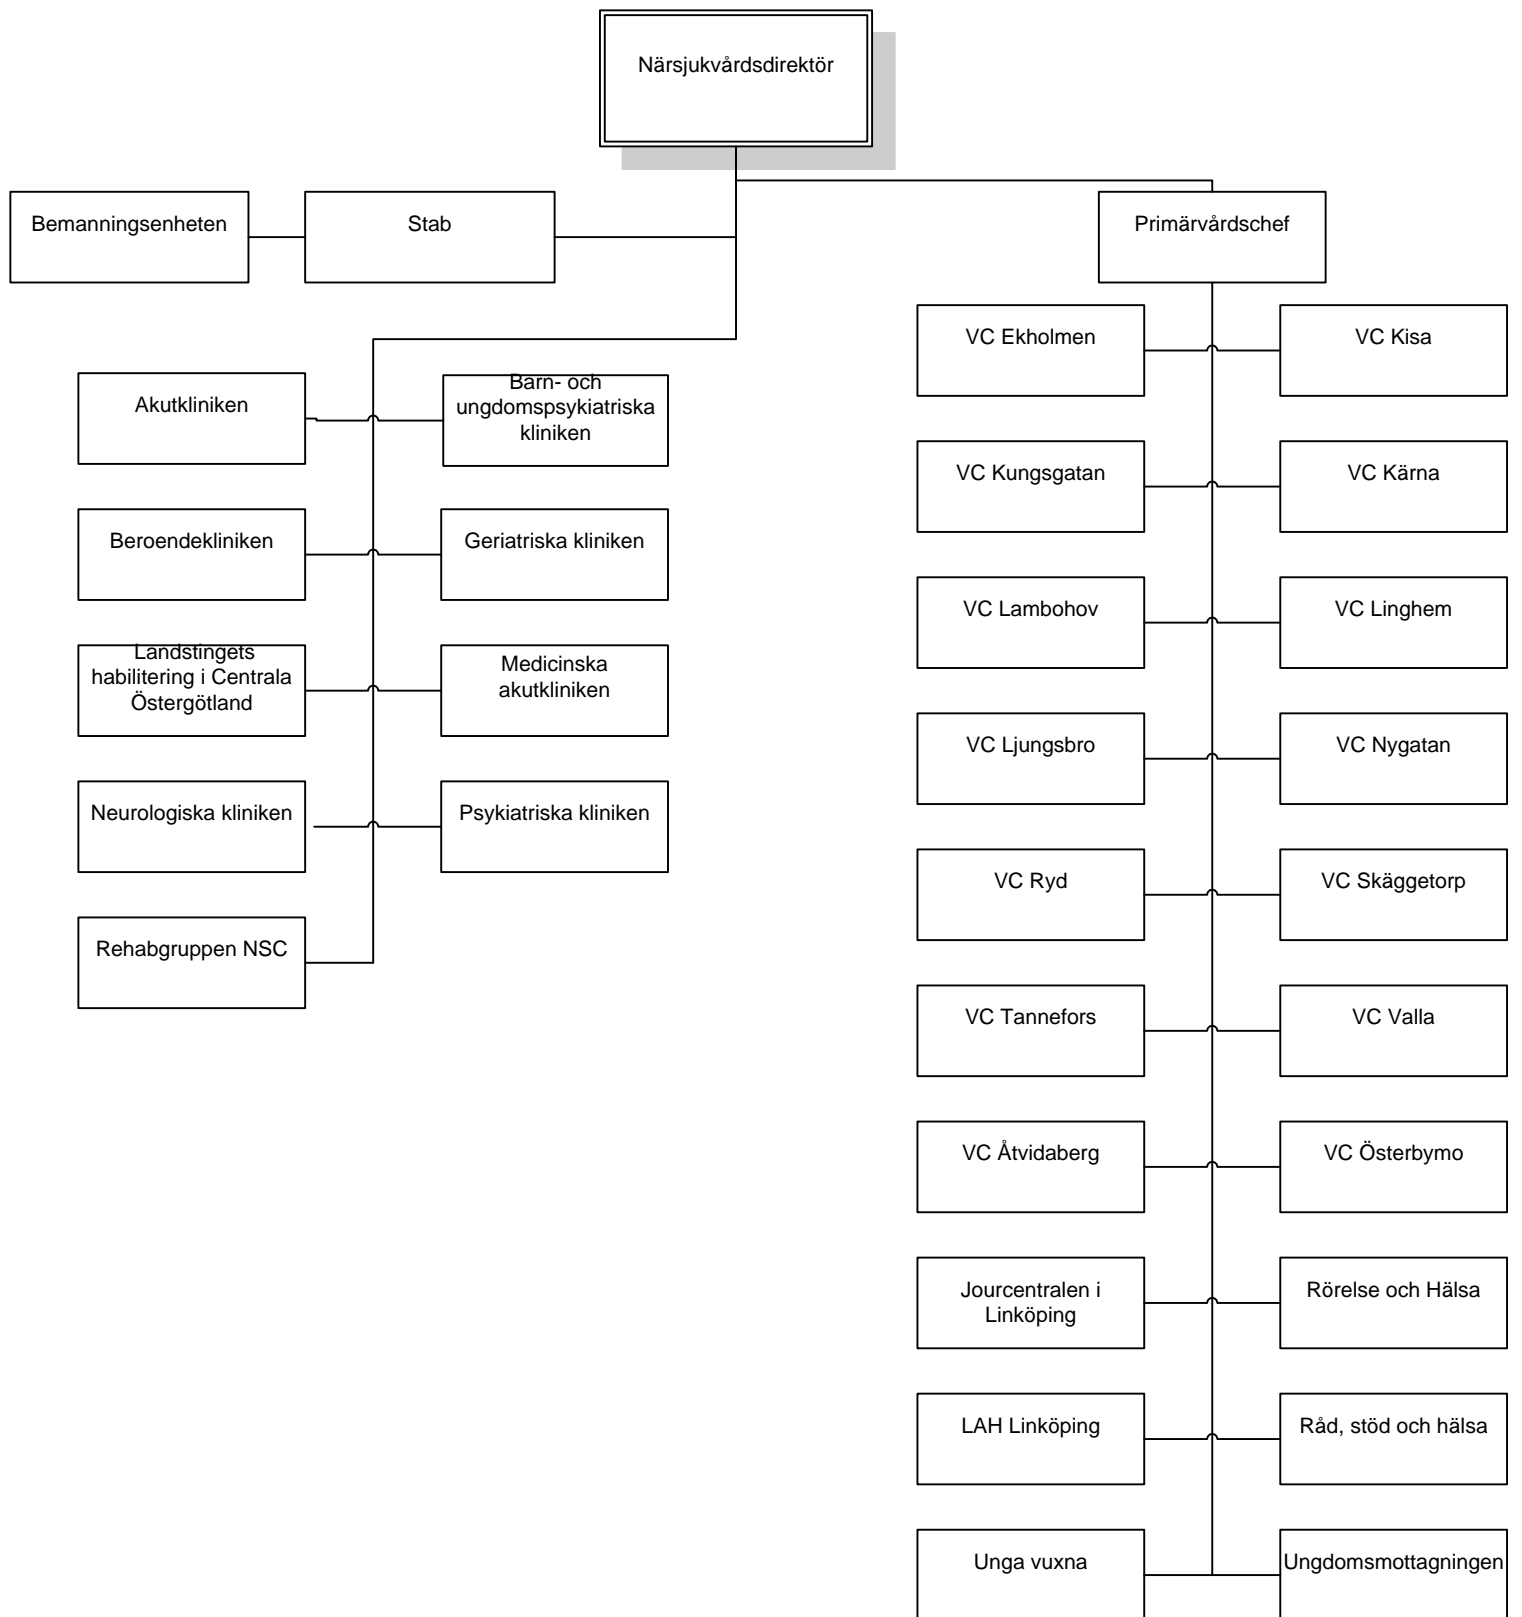 Närsjukvårdsdirektör
Bemanningsenheten
Stab
Primärvårdschef
Akutkliniken
Barn- och
ungdomspsykiatriska
kliniken
Beroendekliniken
Geriatriska kliniken
Landstingets
habilitering i Centrala
Östergötland
Medicinska
akutkliniken
Neurologiska kliniken
Psykiatriska kliniken
Rehabgruppen NSC
VC Ekholmen
VC Kisa
VC Kungsgatan
VC Kärna
VC Lambohov
VC Linghem
VC Ljungsbro
VC Nygatan
VC Ryd
VC Skäggetorp
VC Tannefors
VC Valla
VC Åtvidaberg
VC Österbymo
Jourcentralen i
Linköping
Rörelse och Hälsa
LAH Linköping
Råd, stöd och hälsa
Unga vuxna
Ungdomsmottagningen